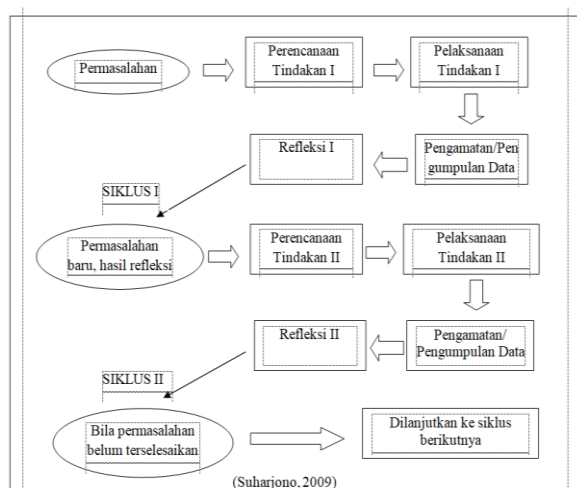 Permasalahan
Perencanaan
Tindakan I
Pelaksanaan
Tindakan I
Pengamatan/Pen
gumpulan Data
Refleksi I
SIKLUS I
Permasalahan
baru, hasil refleksi
Perencanaan
Tindakan II
Pelaksanaan
Tindakan II
Pengamatan/
Pengumpulan Data
Refleksi II
SIKLUS II
Bila permasalahan
belum terselesaikan
Dilanjutkan ke siklus
berikutnya
(Suharjono, 2009)